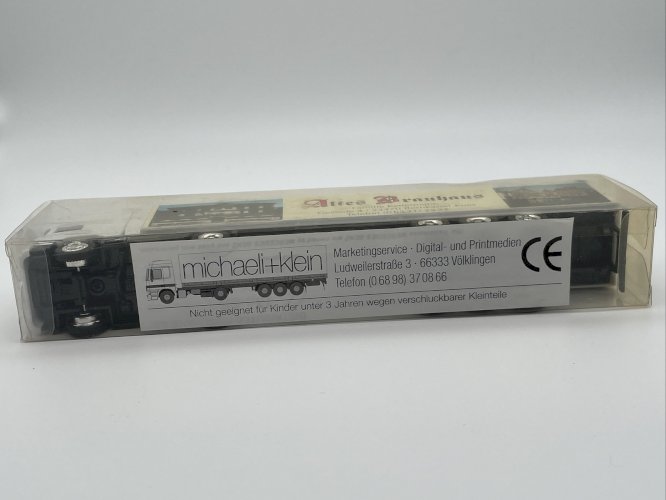 Altes Brauhaus
michaeli+klein
Marketingservice · Digital- und Printmedien
Ludweilerstraße 3 · 66333 Völklingen
Telefon (0 68 98) 37 08 66
CE
Nicht geeignet für Kinder unter 3 Jahren wegen verschluckbarer Kleinteile